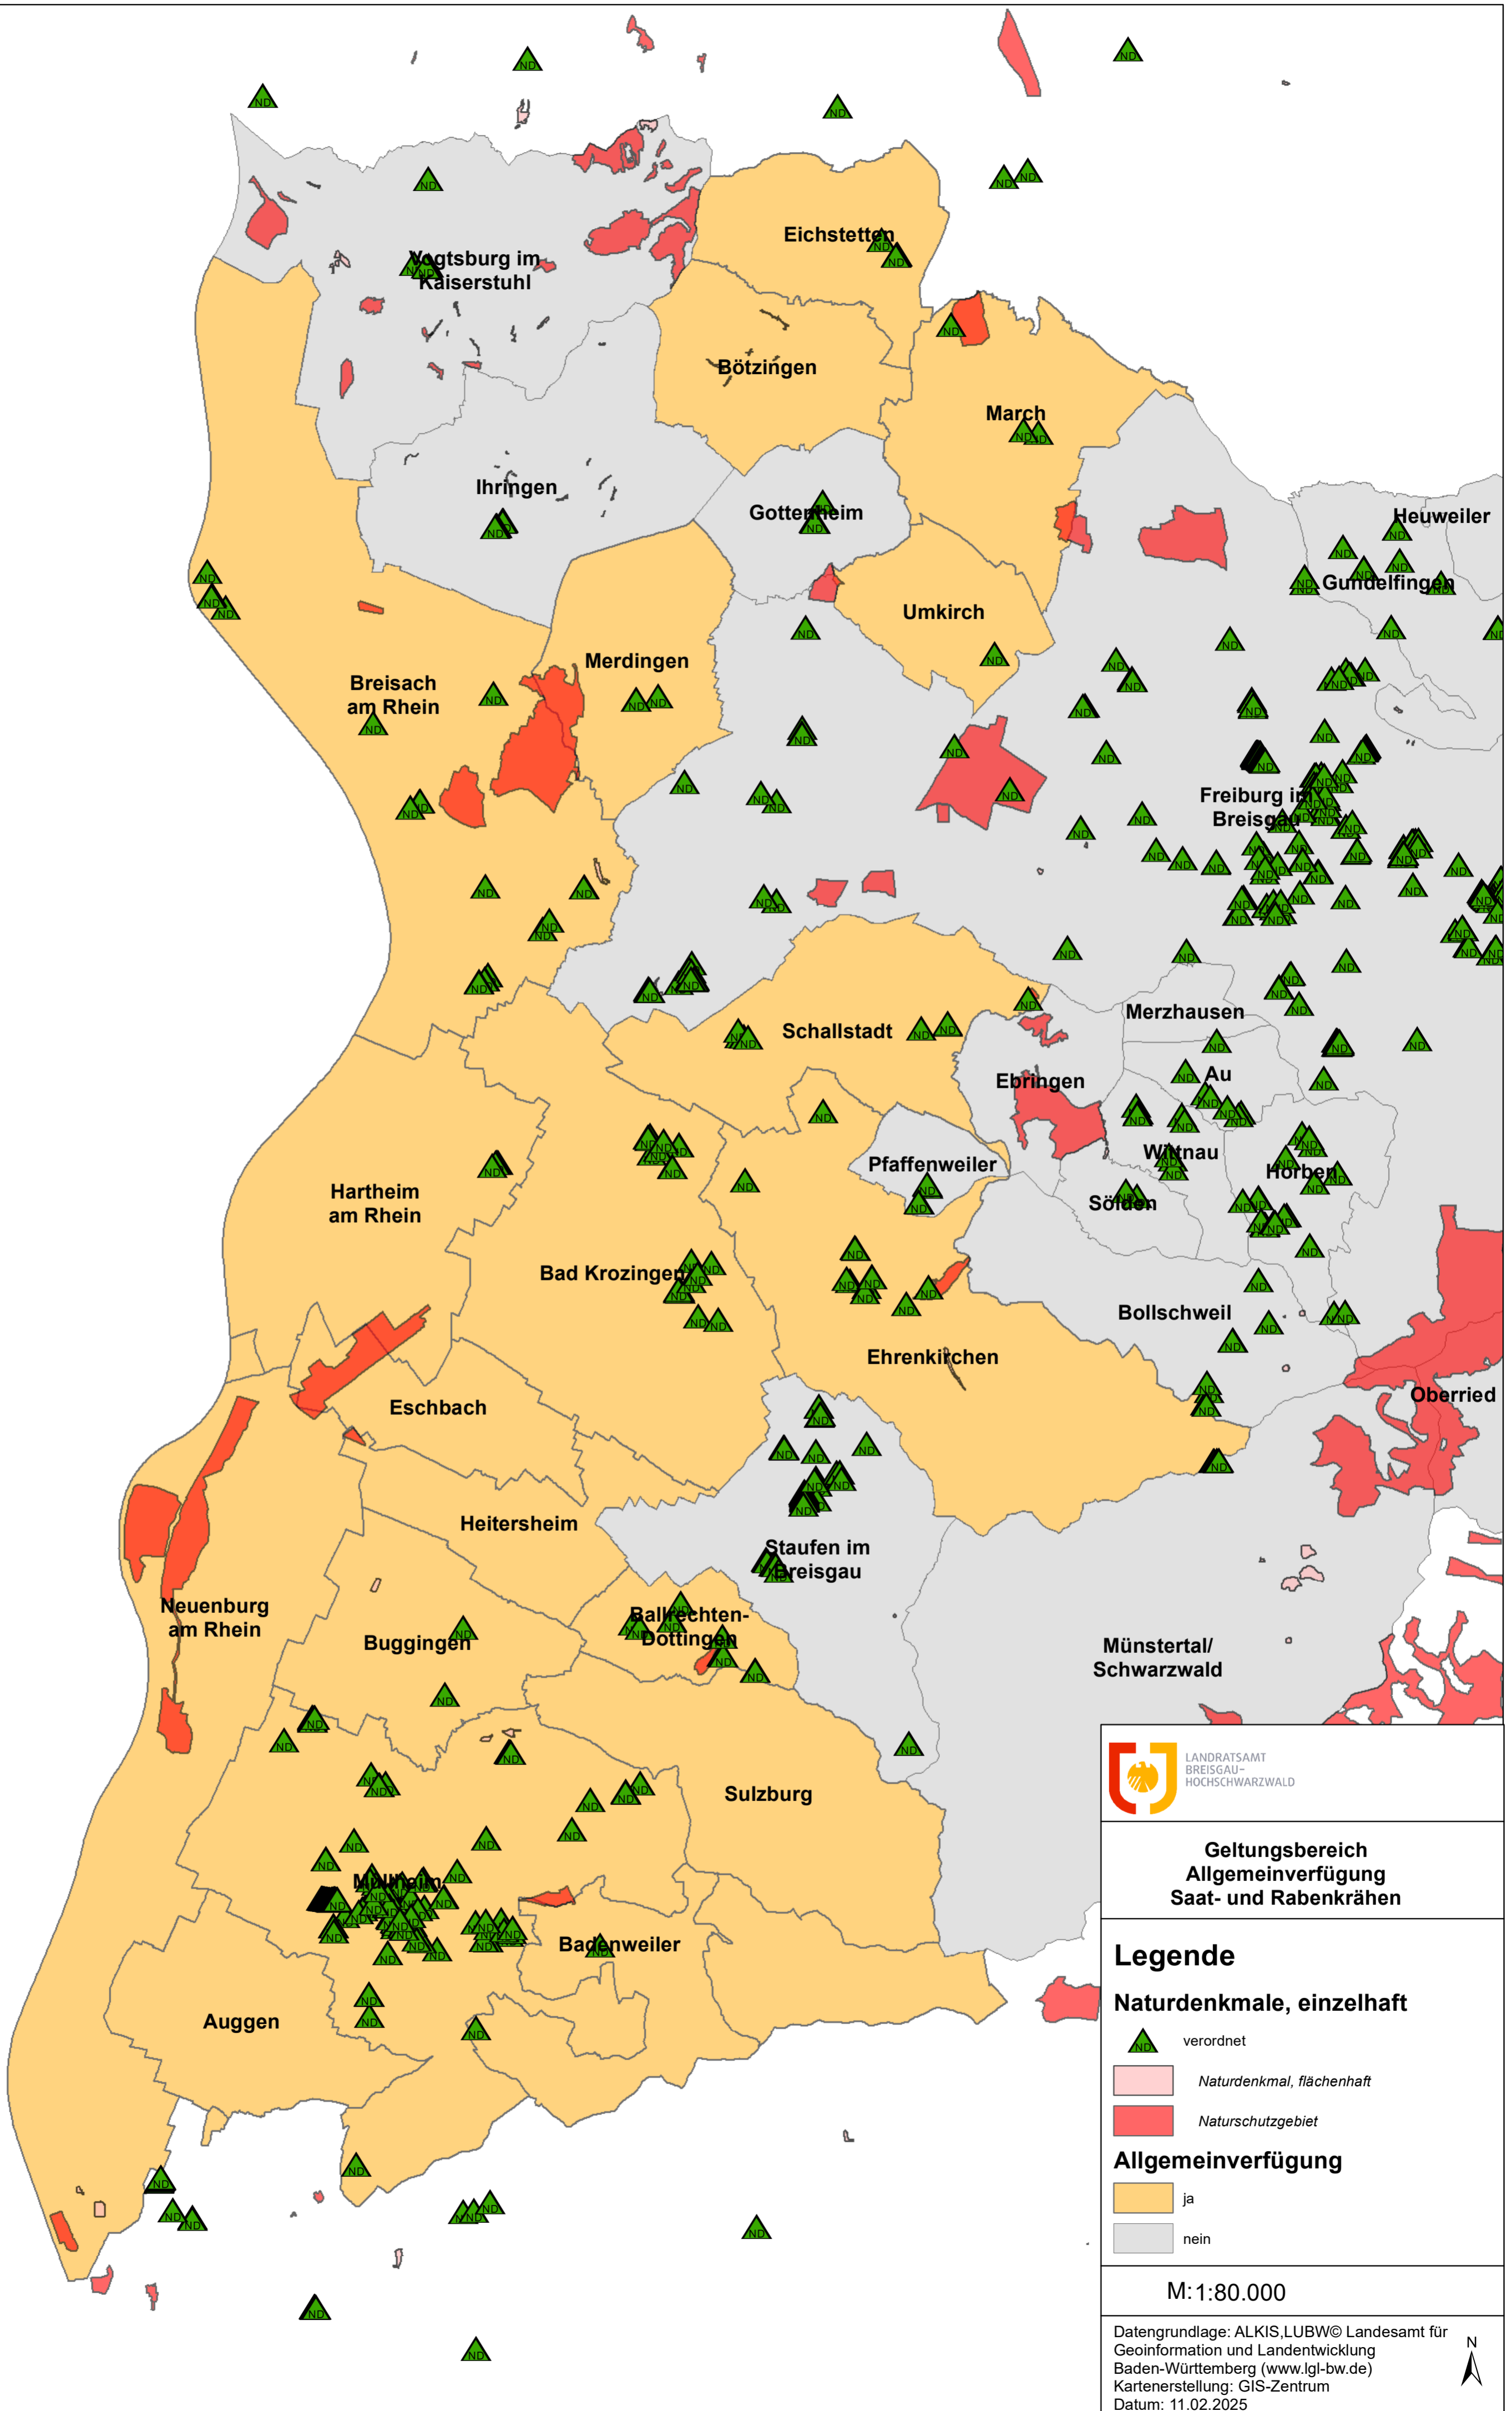 Eichstetten
Vogtsburg im
Kaiserstuhl
Bötzingen
March
Ihringen
Gottenheim
Heuweiler
Gundelfingen
Umkirch
Merdingen
Breisach
am Rhein
Freiburg im
Breisgau
Merzhausen
Schallstadt
Au
Ebringen
Wittnau
Pfaffenweiler
Horben
Sölden
Hartheim
am Rhein
Bad Krozingen
Bollschweil
Ehrenkirchen
Oberried
Eschbach
Heitersheim
Staufen im
Breisgau
Neuenburg
am Rhein
Ballrechten-
Dottingen
Buggingen
Münstertal/
Schwarzwald
Sulzburg
Müllheim
Badenweiler
Auggen
LANDRATSAMT
BREISGAU-
HOCHSCHWARZWALD
Geltungsbereich
Allgemeinverfügung
Saat- und Rabenkrähen
Legende
Naturdenkmale, einzelhaft
ND verordnet
Naturdenkmal, flächenhaft
Naturschutzgebiet
Allgemeinverfügung
ja
nein
M:1:80.000
Datengrundlage: ALKIS,LUBW© Landesamt für
Geoinformation und Landentwicklung
Baden-Württemberg (www.lgl-bw.de)
Kartenerstellung: GIS-Zentrum
Datum: 11.02.2025
N